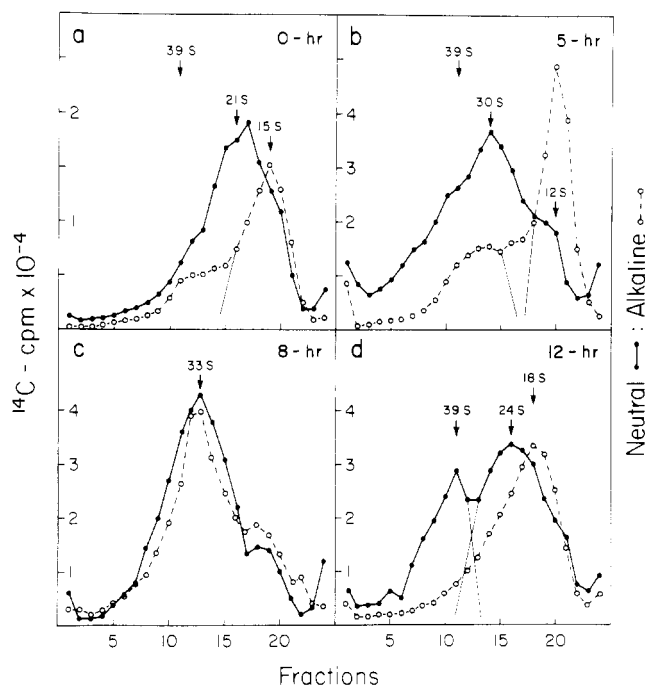 a 0-hr
39 S
21 S
15 S
2
1
b 5-hr
39 S
30 S
12 S
4
3
2
1
c 8-hr
33 S
4
3
2
1
5 10 15 20
d 12-hr
39 S 24 S 18 S
4
3
2
1
5 10 15 20
¹⁴C - cpm x 10⁻⁴
Fractions
Neutral : Alkaline